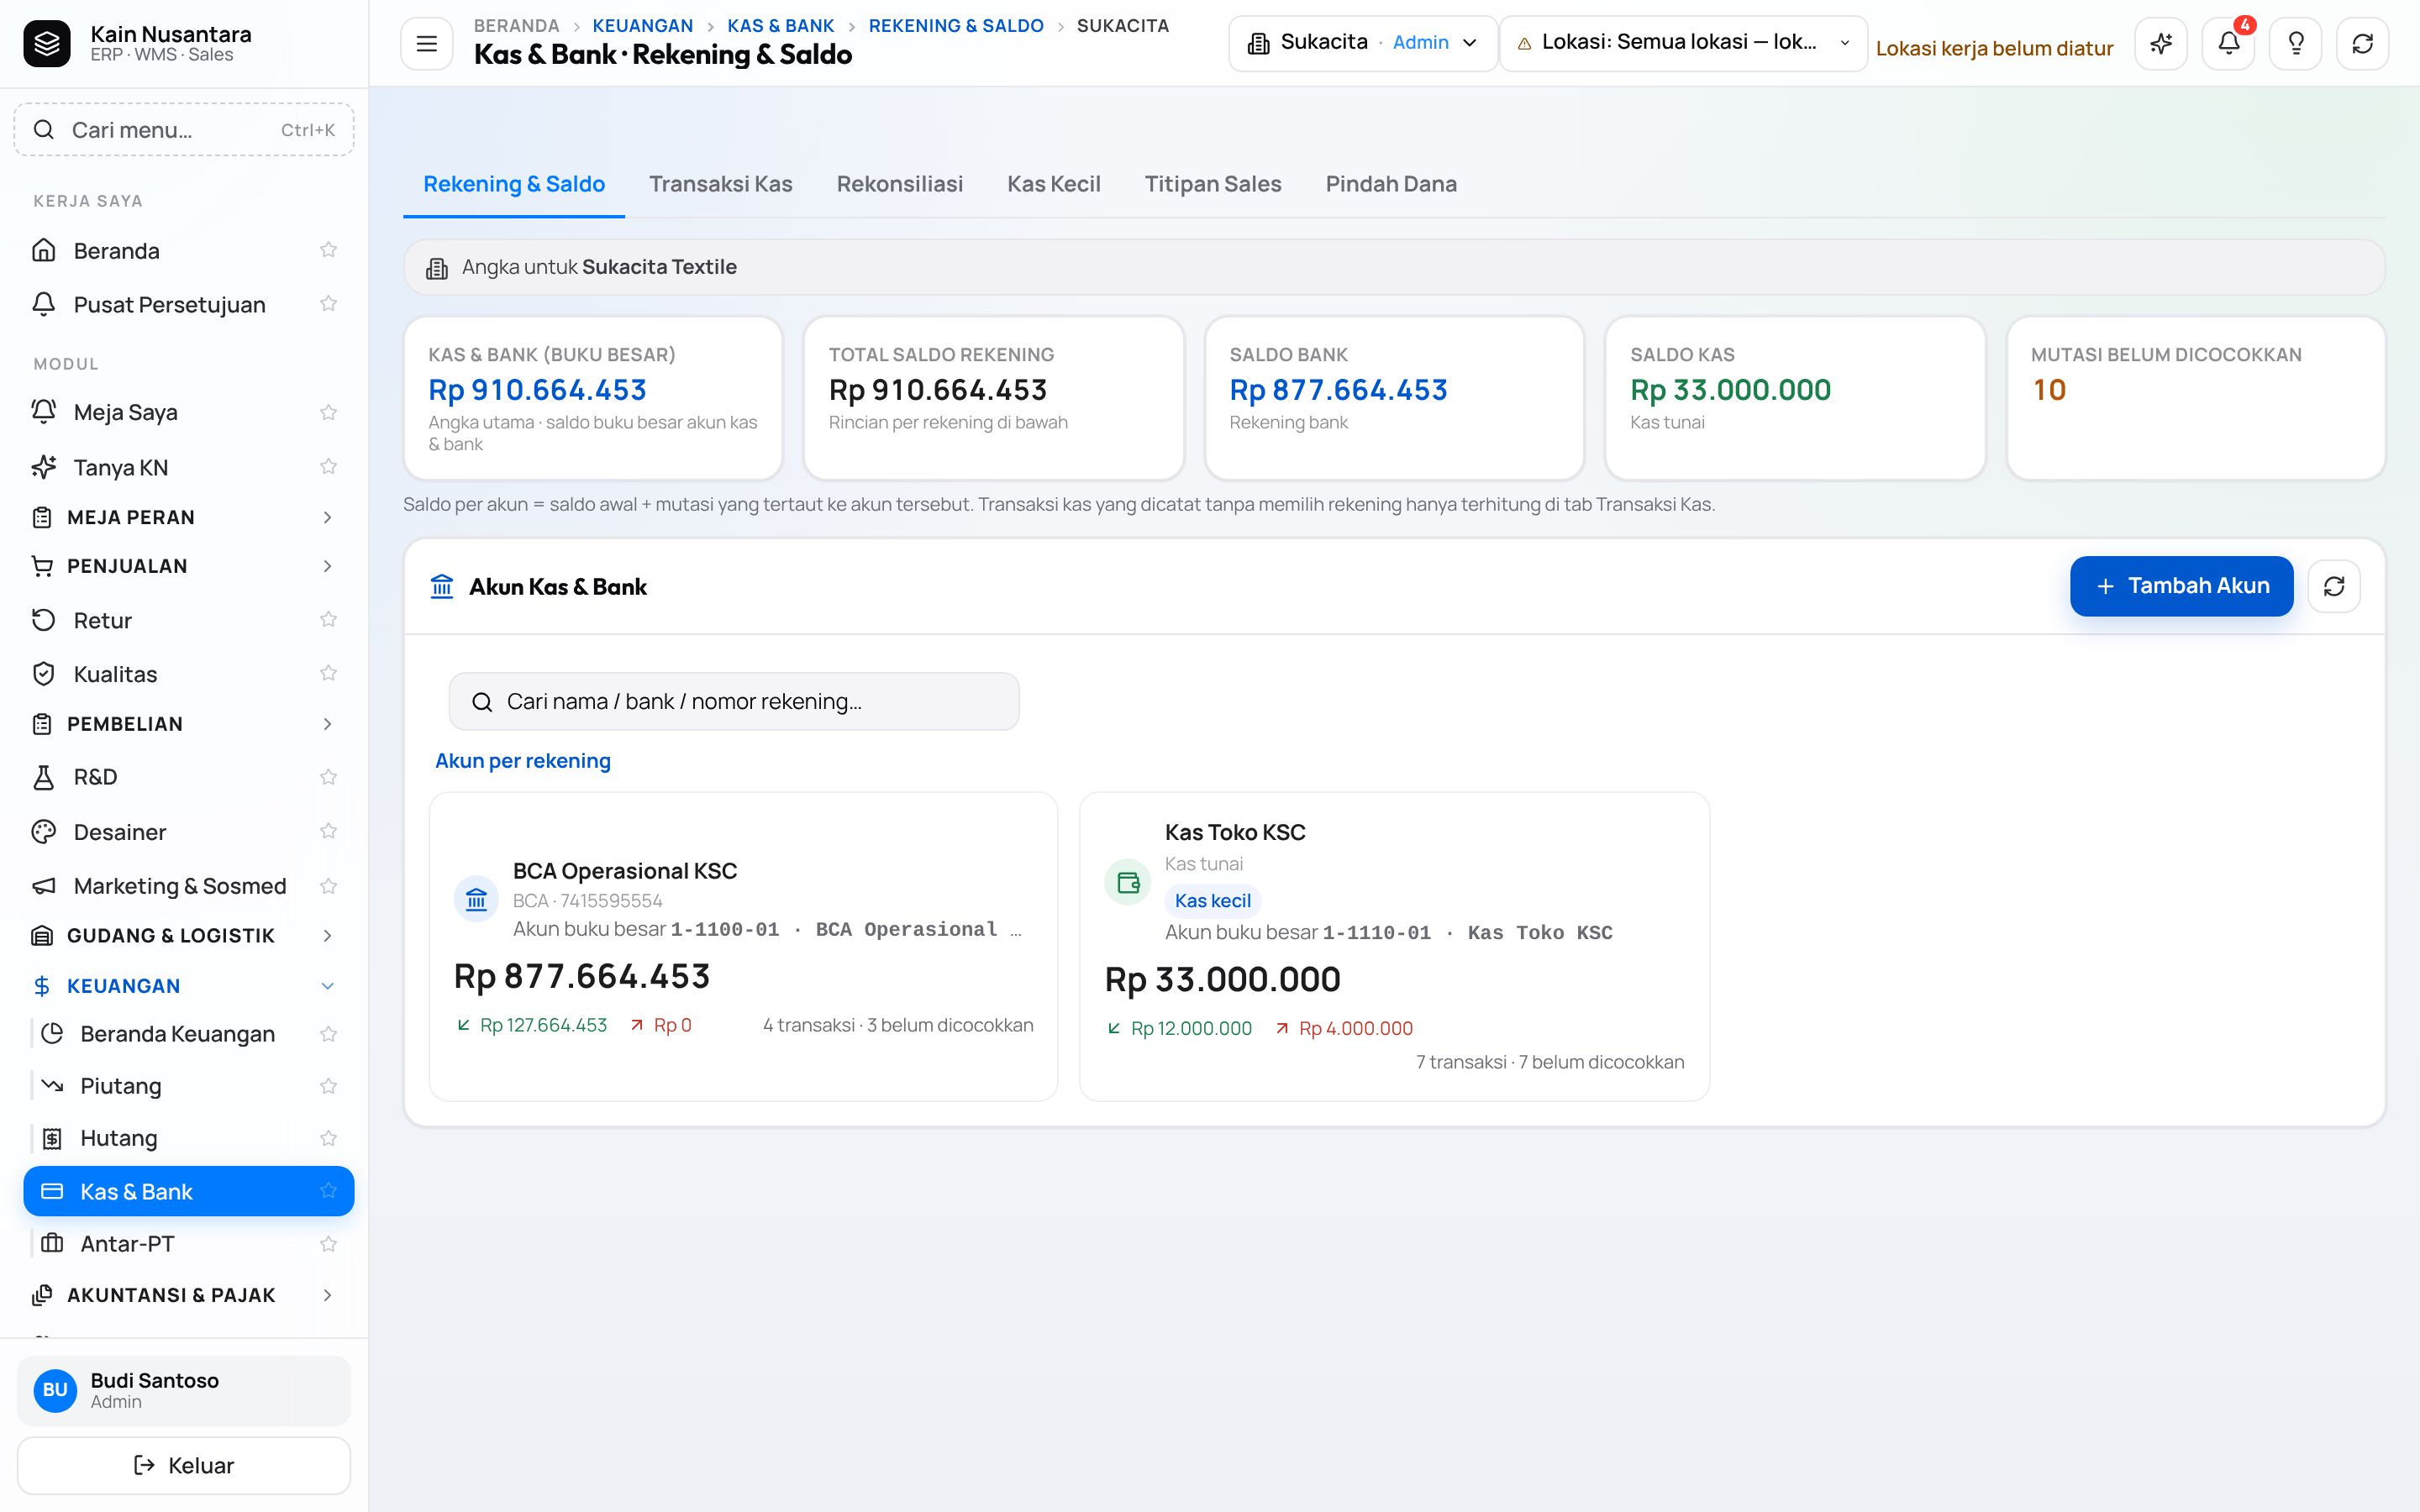 Kain Nusantara
ERP · WMS · Sales
Cari menu... Ctrl+K
KERJA SAYA
Beranda
Pusat Persetujuan
MODUL
Meja Saya
Tanya KN
MEJA PERAN
PENJUALAN
Retur
Kualitas
PEMBELIAN
R&D
Desainer
Marketing & Sosmed
GUDANG & LOGISTIK
KEUANGAN
Beranda Keuangan
Piutang
Hutang
Kas & Bank
Antar-PT
AKUNTANSI & PAJAK
BU
Budi Santoso
Admin
Keluar
BERANDA > KEUANGAN > KAS & BANK > REKENING & SALDO > SUKACITA
Kas & Bank · Rekening & Saldo
Sukacita · Admin
Lokasi: Semua lokasi — lok...
Lokasi kerja belum diatur
4
Rekening & Saldo Transaksi Kas Rekonsiliasi Kas Kecil Titipan Sales Pindah Dana
Angka untuk Sukacita Textile
KAS & BANK (BUKU BESAR)
Rp 910.664.453
Angka utama · saldo buku besar akun kas
& bank
TOTAL SALDO REKENING
Rp 910.664.453
Rincian per rekening di bawah
SALDO BANK
Rp 877.664.453
Rekening bank
SALDO KAS
Rp 33.000.000
Kas tunai
MUTASI BELUM DICOCOKKAN
10
Saldo per akun = saldo awal + mutasi yang tertaut ke akun tersebut. Transaksi kas yang dicatat tanpa memilih rekening hanya terhitung di tab Transaksi Kas.
Akun Kas & Bank
+ Tambah Akun
Cari nama / bank / nomor rekening...
Akun per rekening
BCA Operasional KSC
BCA · 7415595554
Akun buku besar 1-1100-01 · BCA Operasional ...
Rp 877.664.453
Rp 127.664.453 Rp 0 4 transaksi · 3 belum dicocokkan
Kas Toko KSC
Kas tunai
Kas kecil
Akun buku besar 1-1110-01 · Kas Toko KSC
Rp 33.000.000
Rp 12.000.000 Rp 4.000.000
7 transaksi · 7 belum dicocokkan